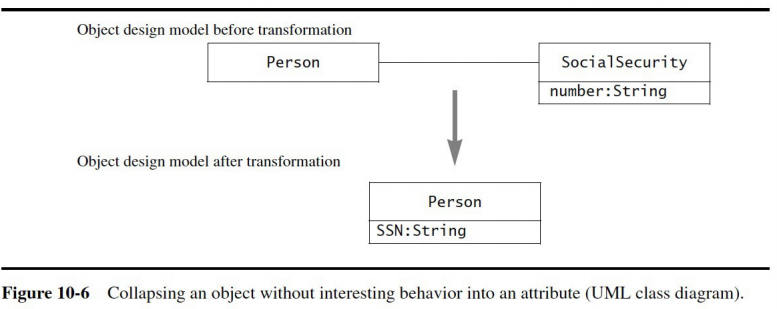 Object design model before transformation
Person
SocialSecurity
number:String
Object design model after transformation
Person
SSN:String
Figure 10-6 Collapsing an object without interesting behavior into an attribute (UML class diagram).